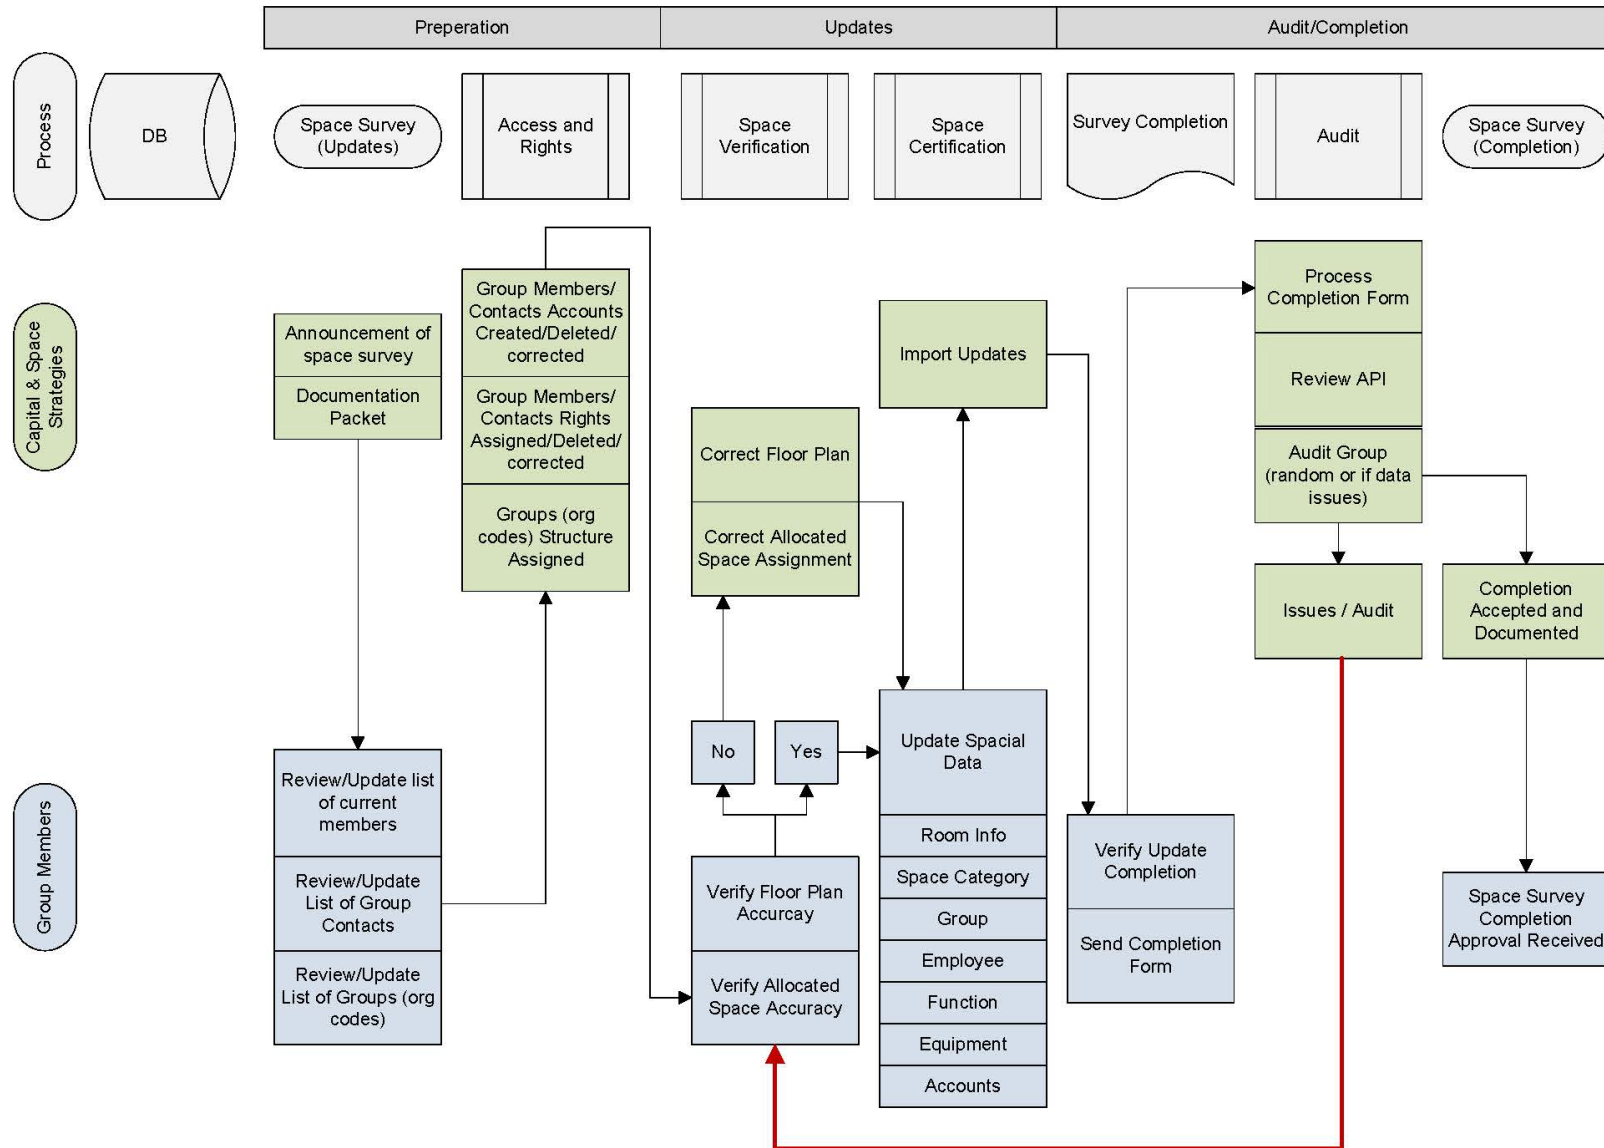 Preperation
Updates
Audit/Completion
Process
DB
Space Survey
(Updates)
Access and
Rights
Space
Verification
Space
Certification
Survey Completion
Audit
Space Survey
(Completion)
Capital & Space
Strategies
Announcement of
space survey
Documentation
Packet
Group Members/
Contacts Accounts
Created/Deleted/
corrected
Group Members/
Contacts Rights
Assigned/Deleted/
corrected
Groups (org
codes) Structure
Assigned
Correct Floor Plan
Correct Allocated
Space Assignment
Import Updates
Process
Completion Form
Review API
Audit Group
(random or if data
issues)
Issues / Audit
Completion
Accepted and
Documented
Group Members
Review/Update list
of current
members
Review/Update
List of Group
Contacts
Review/Update
List of Groups (org
codes)
No
Yes
Verify Floor Plan
Accurcay
Verify Allocated
Space Accuracy
Update Spacial
Data
Room Info
Space Category
Group
Employee
Function
Equipment
Accounts
Verify Update
Completion
Send Completion
Form
Space Survey
Completion
Approval Received